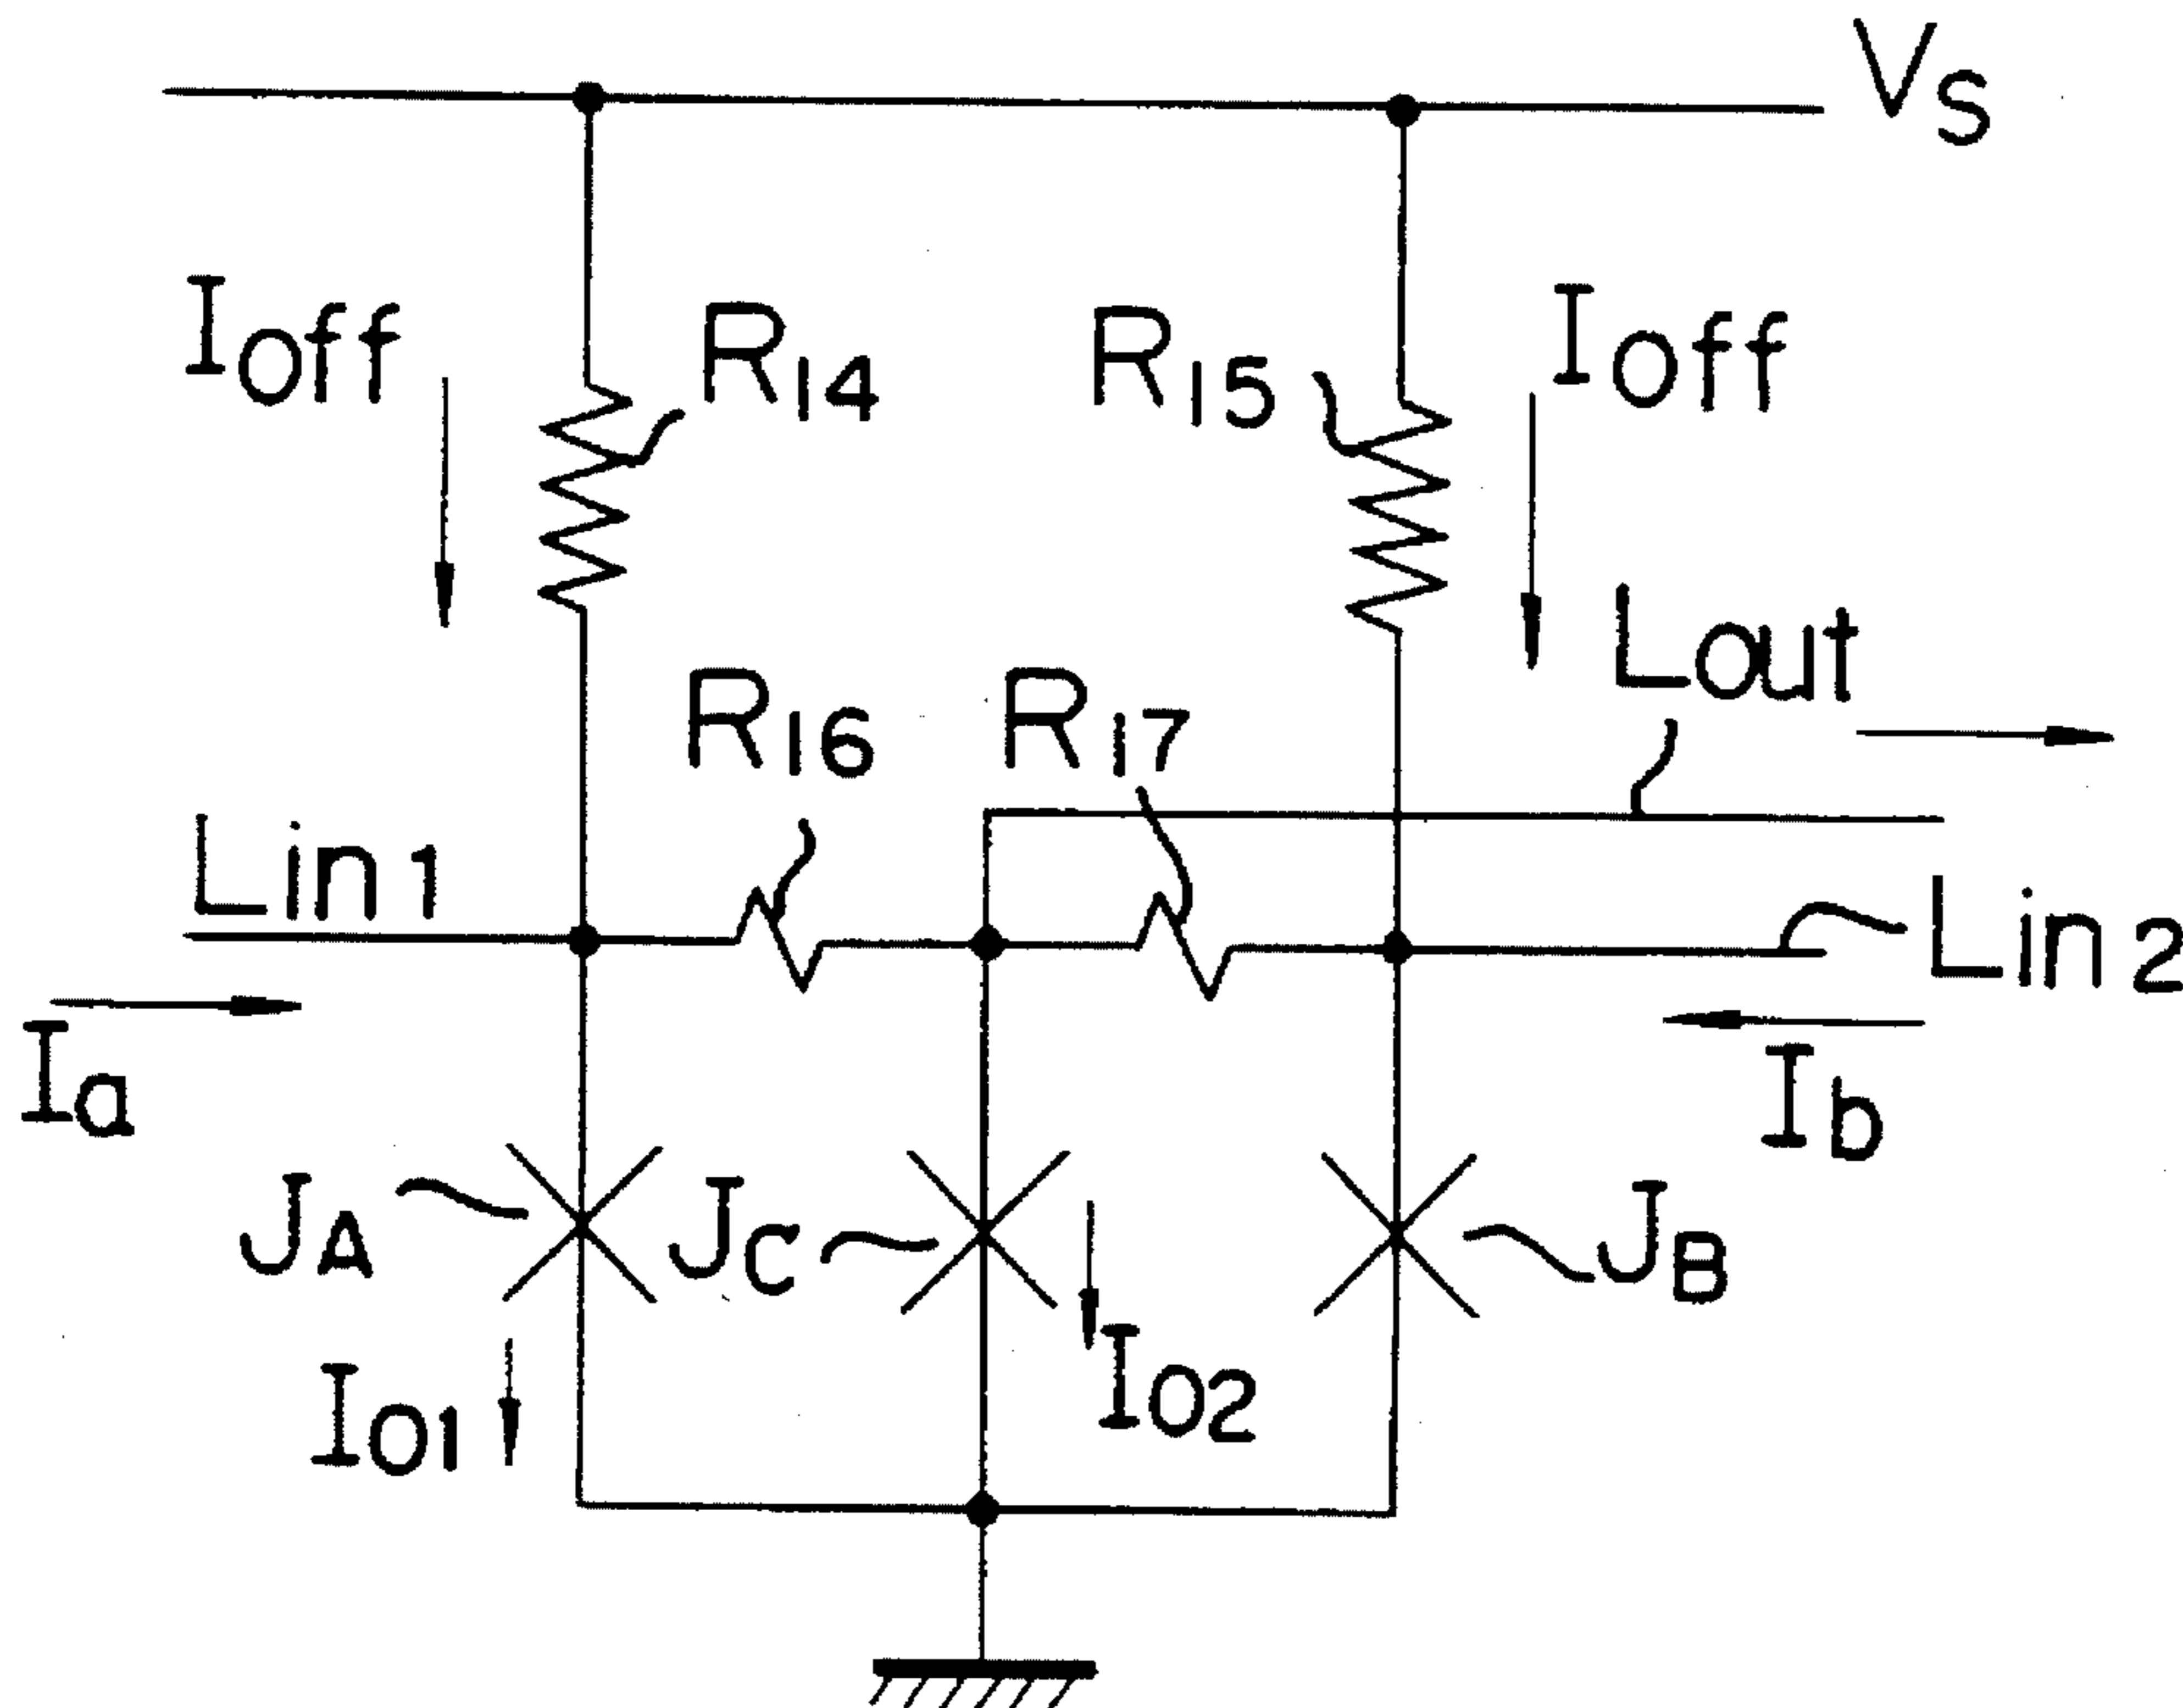 Vs
Ioff
R14
R15
Ioff
Lout
R16
R17
Lin1
Lin2
Ia
Ib
JA
JC
JB
I01
I02